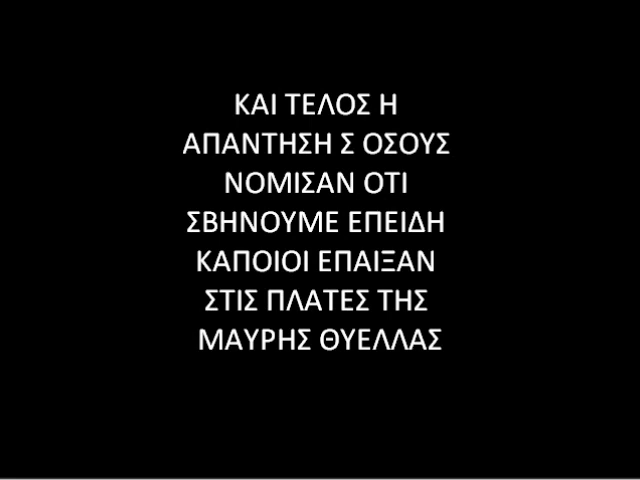 ΚΑΙ ΤΕΛΟΣ Η
ΑΠΑΝΤΗΣΗ Σ ΟΣΟΥΣ
ΝΟΜΙΣΑΝ ΟΤΙ
ΣΒΗΝΟΥΜΕ ΕΠΕΙΔΗ
ΚΑΠΟΙΟΙ ΕΠΑΙΞΑΝ
ΣΤΙΣ ΠΛΑΤΕΣ ΤΗΣ
ΜΑΥΡΗΣ ΘΥΕΛΛΑΣ